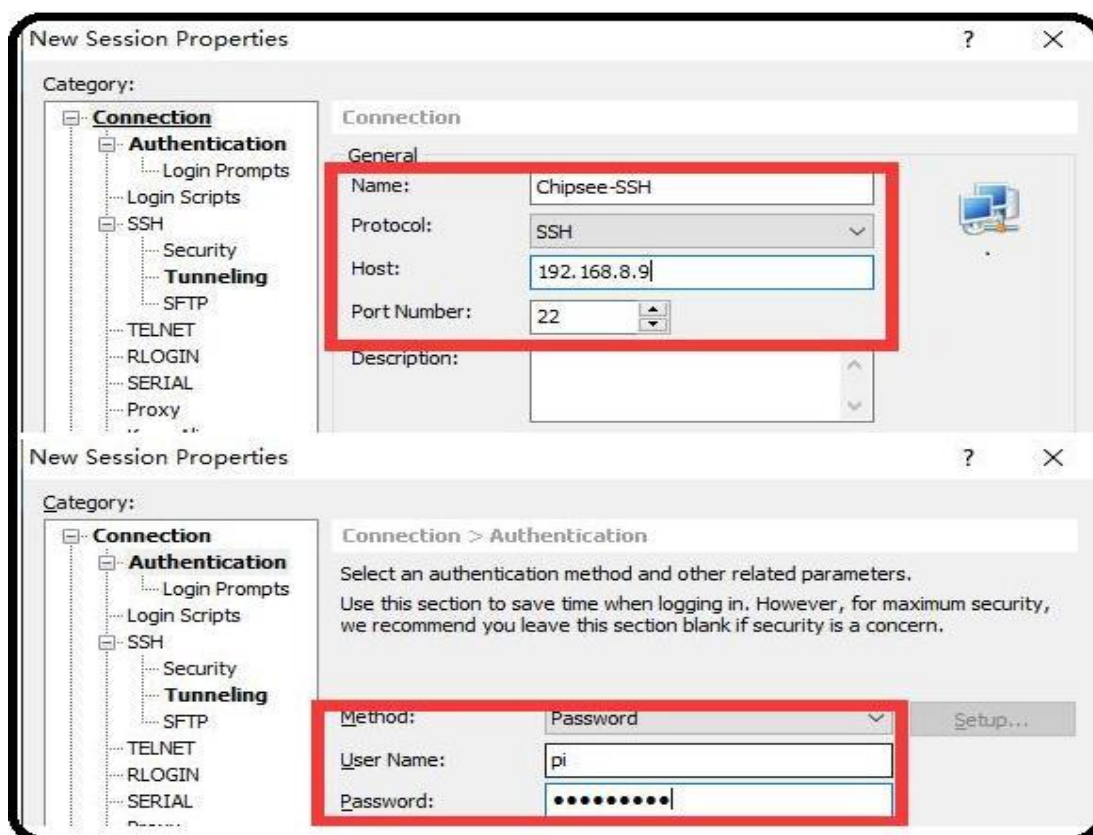 New Session Properties
Category:
Connection
Authentication
Login Prompts
Login Scripts
SSH
Security
Tunneling
SFTP
TELNET
RLOGIN
SERIAL
Proxy
Connection
General
Name: Chipsee-SSH
Protocol: SSH
Host: 192.168.8.9
Port Number: 22
Description:
New Session Properties
Category:
Connection
Authentication
Login Prompts
Login Scripts
SSH
Security
Tunneling
SFTP
TELNET
RLOGIN
SERIAL
Connection > Authentication
Select an authentication method and other related parameters.
Use this section to save time when logging in. However, for maximum security,
we recommend you leave this section blank if security is a concern.
Method: Password
Setup...
User Name: pi
Password: ●●●●●●●●●